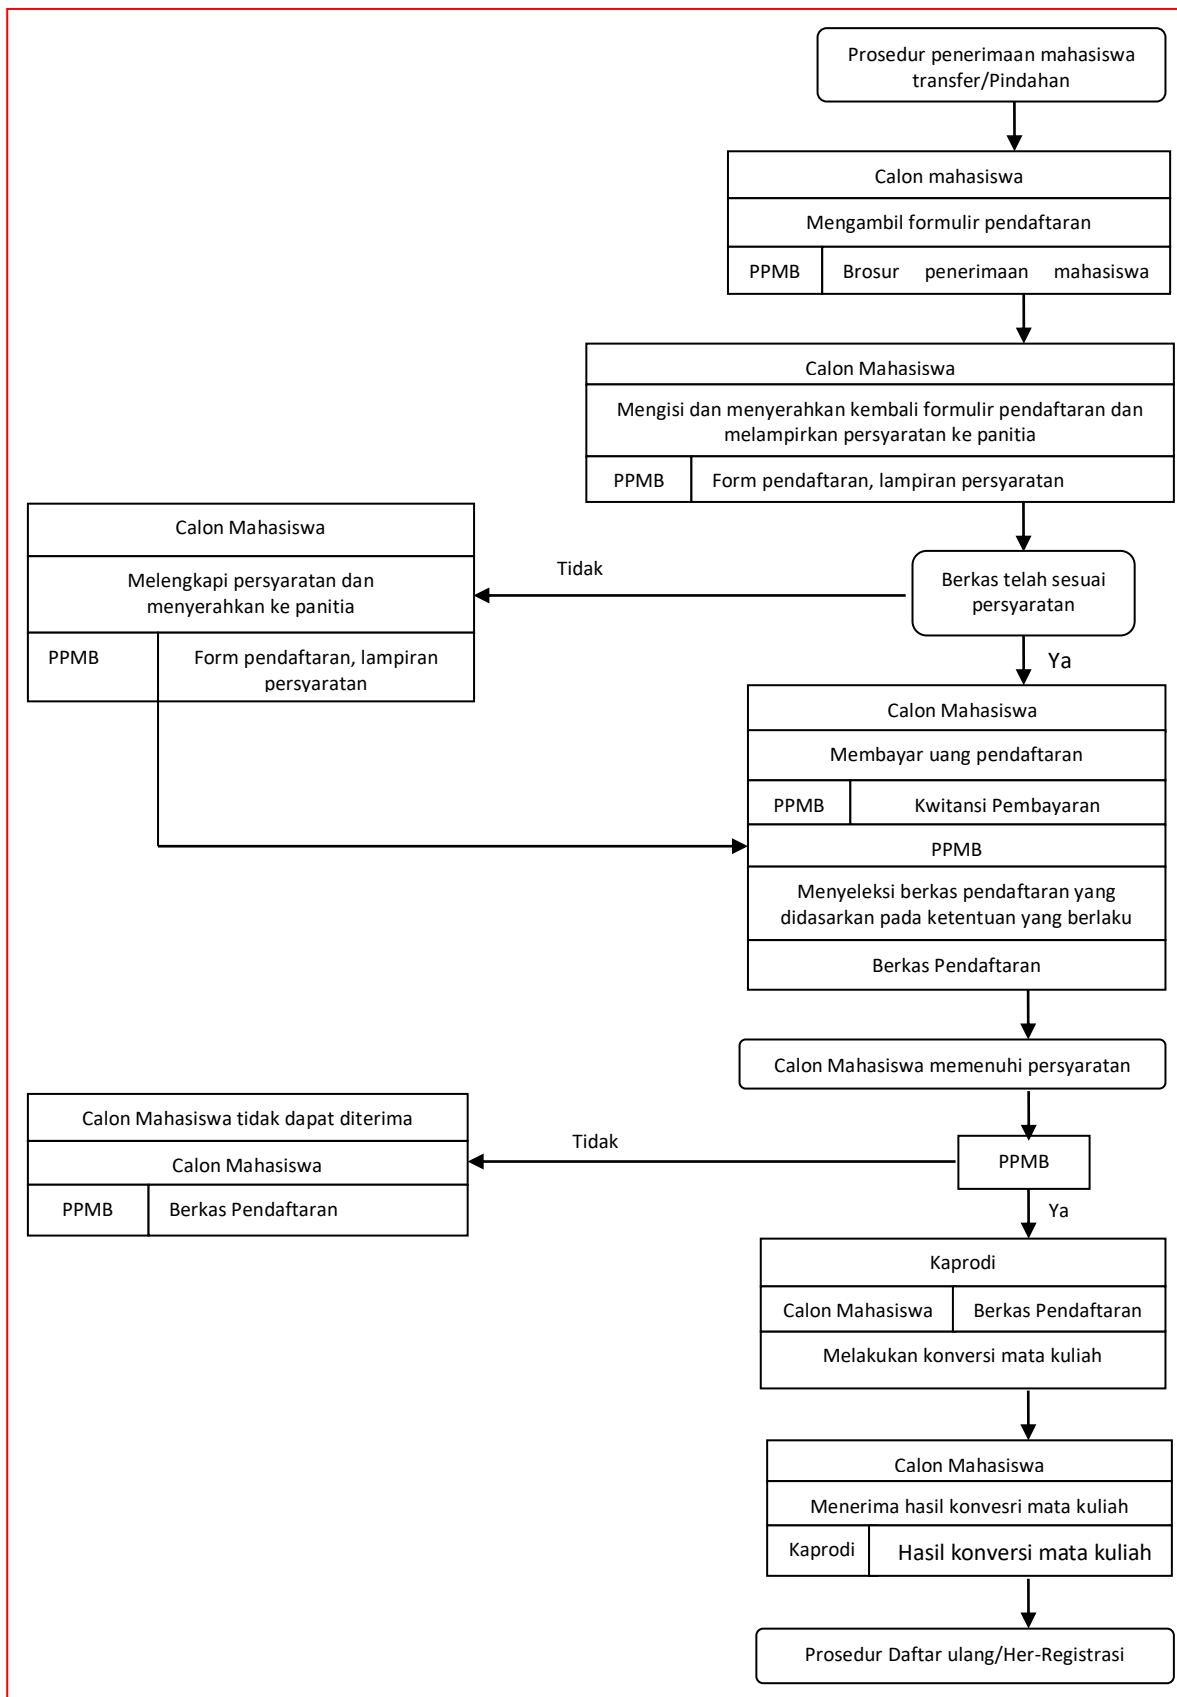 Prosedur penerimaan mahasiswa
transfer/Pindahan
Calon mahasiswa
Mengambil formulir pendaftaran
PPMB
Brosur penerimaan mahasiswa
Calon Mahasiswa
Mengisi dan menyerahkan kembali formulir pendaftaran dan
melampirkan persyaratan ke panitia
PPMB
Form pendaftaran, lampiran persyaratan
Berkas telah sesuai
persyaratan
Tidak
Calon Mahasiswa
Melengkapi persyaratan dan
menyerahkan ke panitia
PPMB
Form pendaftaran, lampiran
persyaratan
Ya
Calon Mahasiswa
Membayar uang pendaftaran
PPMB
Kwitansi Pembayaran
PPMB
Menyeleksi berkas pendaftaran yang
didasarkan pada ketentuan yang berlaku
Berkas Pendaftaran
Calon Mahasiswa memenuhi persyaratan
PPMB
Tidak
Calon Mahasiswa tidak dapat diterima
Calon Mahasiswa
PPMB
Berkas Pendaftaran
Ya
Kaprodi
Calon Mahasiswa
Berkas Pendaftaran
Melakukan konversi mata kuliah
Calon Mahasiswa
Menerima hasil konvesri mata kuliah
Kaprodi
Hasil konversi mata kuliah
Prosedur Daftar ulang/Her-Registrasi